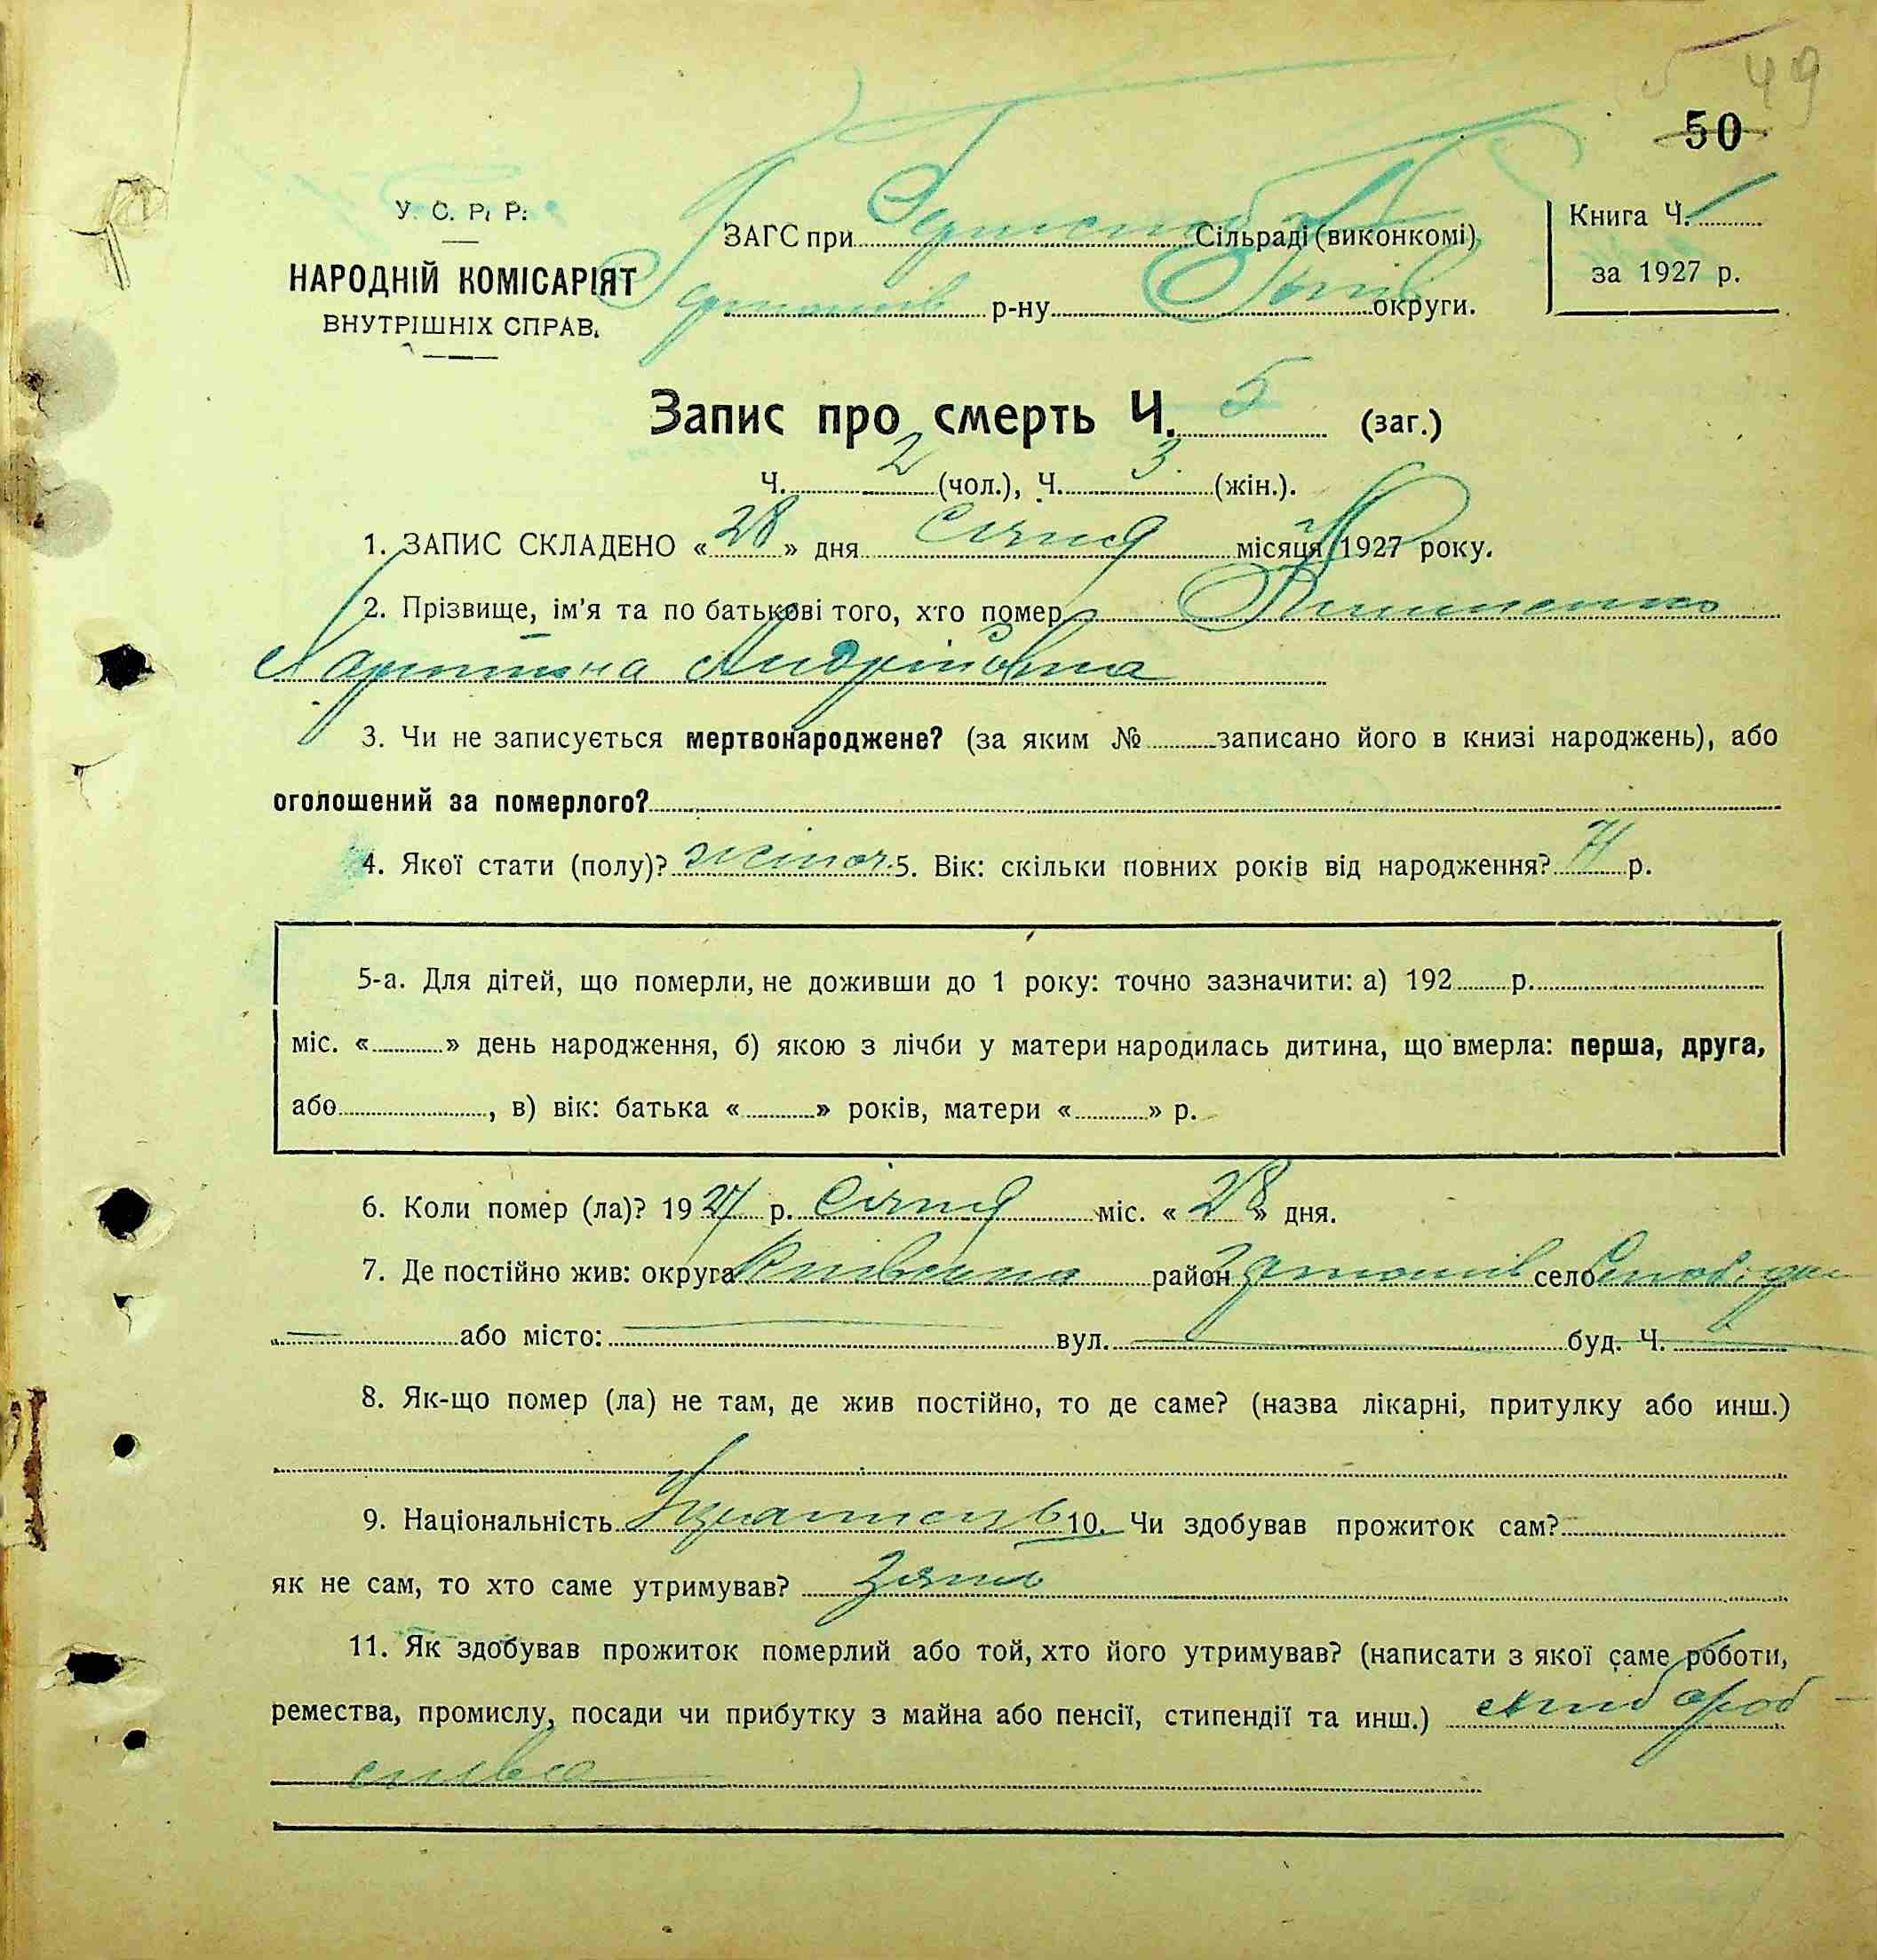 49
50
У. С. Р. Р.
НАРОДНІЙ КОМІСАРІЯТ
ВНУТРІШНІХ СПРАВ.
ЗАГС при Сільраді (виконкомі)
р-ну округи.
Книга Ч.
за 1927 р.
Запис про смерть Ч. 5 (заг.)
Ч. 2 (чол.), Ч. 3. (жін.).
1. ЗАПИС СКЛАДЕНО « 28 » дня Січня місяця 1927 року.
2. Прізвище, ім'я та по батькові того, хто помер
Андріївна
3. Чи не записується мертвонароджене? (за яким № записано його в книзі народжень), або
оголошений за померлого?
4. Якої стати (полу)? жіноч. 5. Вік: скільки повних років від народження? 71 р.
5-а. Для дітей, що померли, не доживши до 1 року: точно зазначити: а) 192 р.
міс. « » день народження, б) якою з лічби у матери народилась дитина, що вмерла: перша, друга,
або , в) вік: батька « » років, матери « » р.
6. Коли помер (ла)? 1927 р. Січня міс. « 28 » дня.
7. Де постійно жив: округа Київська район село
або місто: вул. буд. Ч.
8. Як-що помер (ла) не там, де жив постійно, то де саме? (назва лікарні, притулку або инш.)
9. Національність 10. Чи здобував прожиток сам?
як не сам, то хто саме утримував? Зять
11. Як здобував прожиток померлий або той, хто його утримував? (написати з якої саме роботи,
ремества, промислу, посади чи прибутку з майна або пенсії, стипендії та инш.)